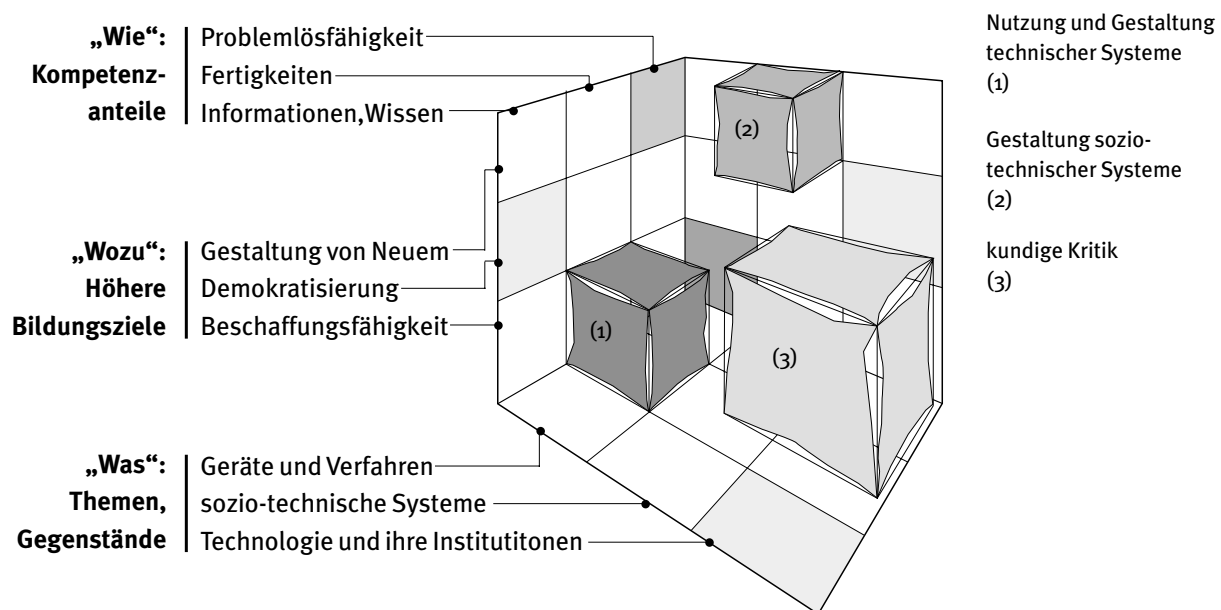 „Wie“: Problemlösfähigkeit
Kompetenz- Fertigkeiten
anteile Informationen,Wissen
„Wozu“: Gestaltung von Neuem
Höhere Demokratisierung
Bildungsziele Beschaffungsfähigkeit
„Was“: Geräte und Verfahren
Themen, sozio-technische Systeme
Gegenstände Technologie und ihre Institutitonen
(1)
(2)
(3)
Nutzung und Gestaltung
technischer Systeme
(1)
Gestaltung sozio-
technischer Systeme
(2)
kundige Kritik
(3)